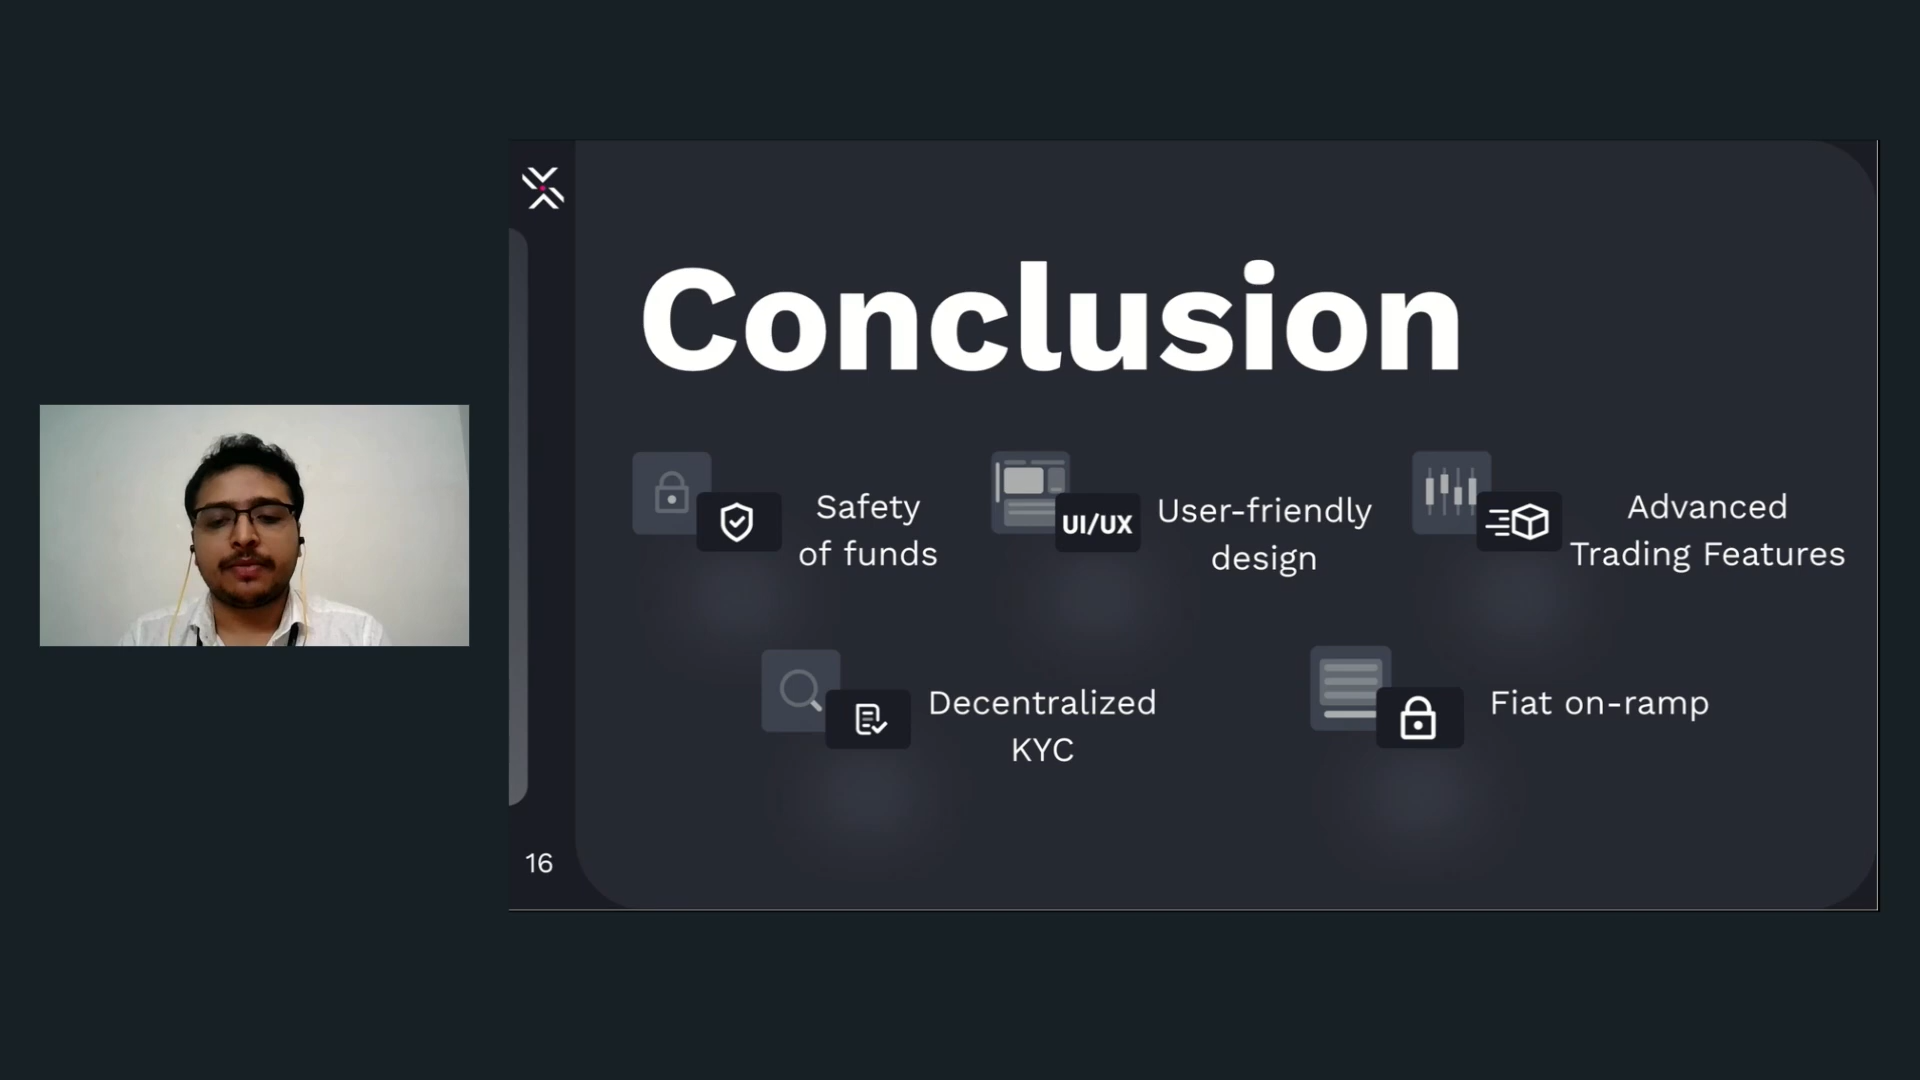 Conclusion
Safety
of funds
UI/UX
User-friendly
design
Advanced
Trading Features
Decentralized
KYC
Fiat on-ramp
16